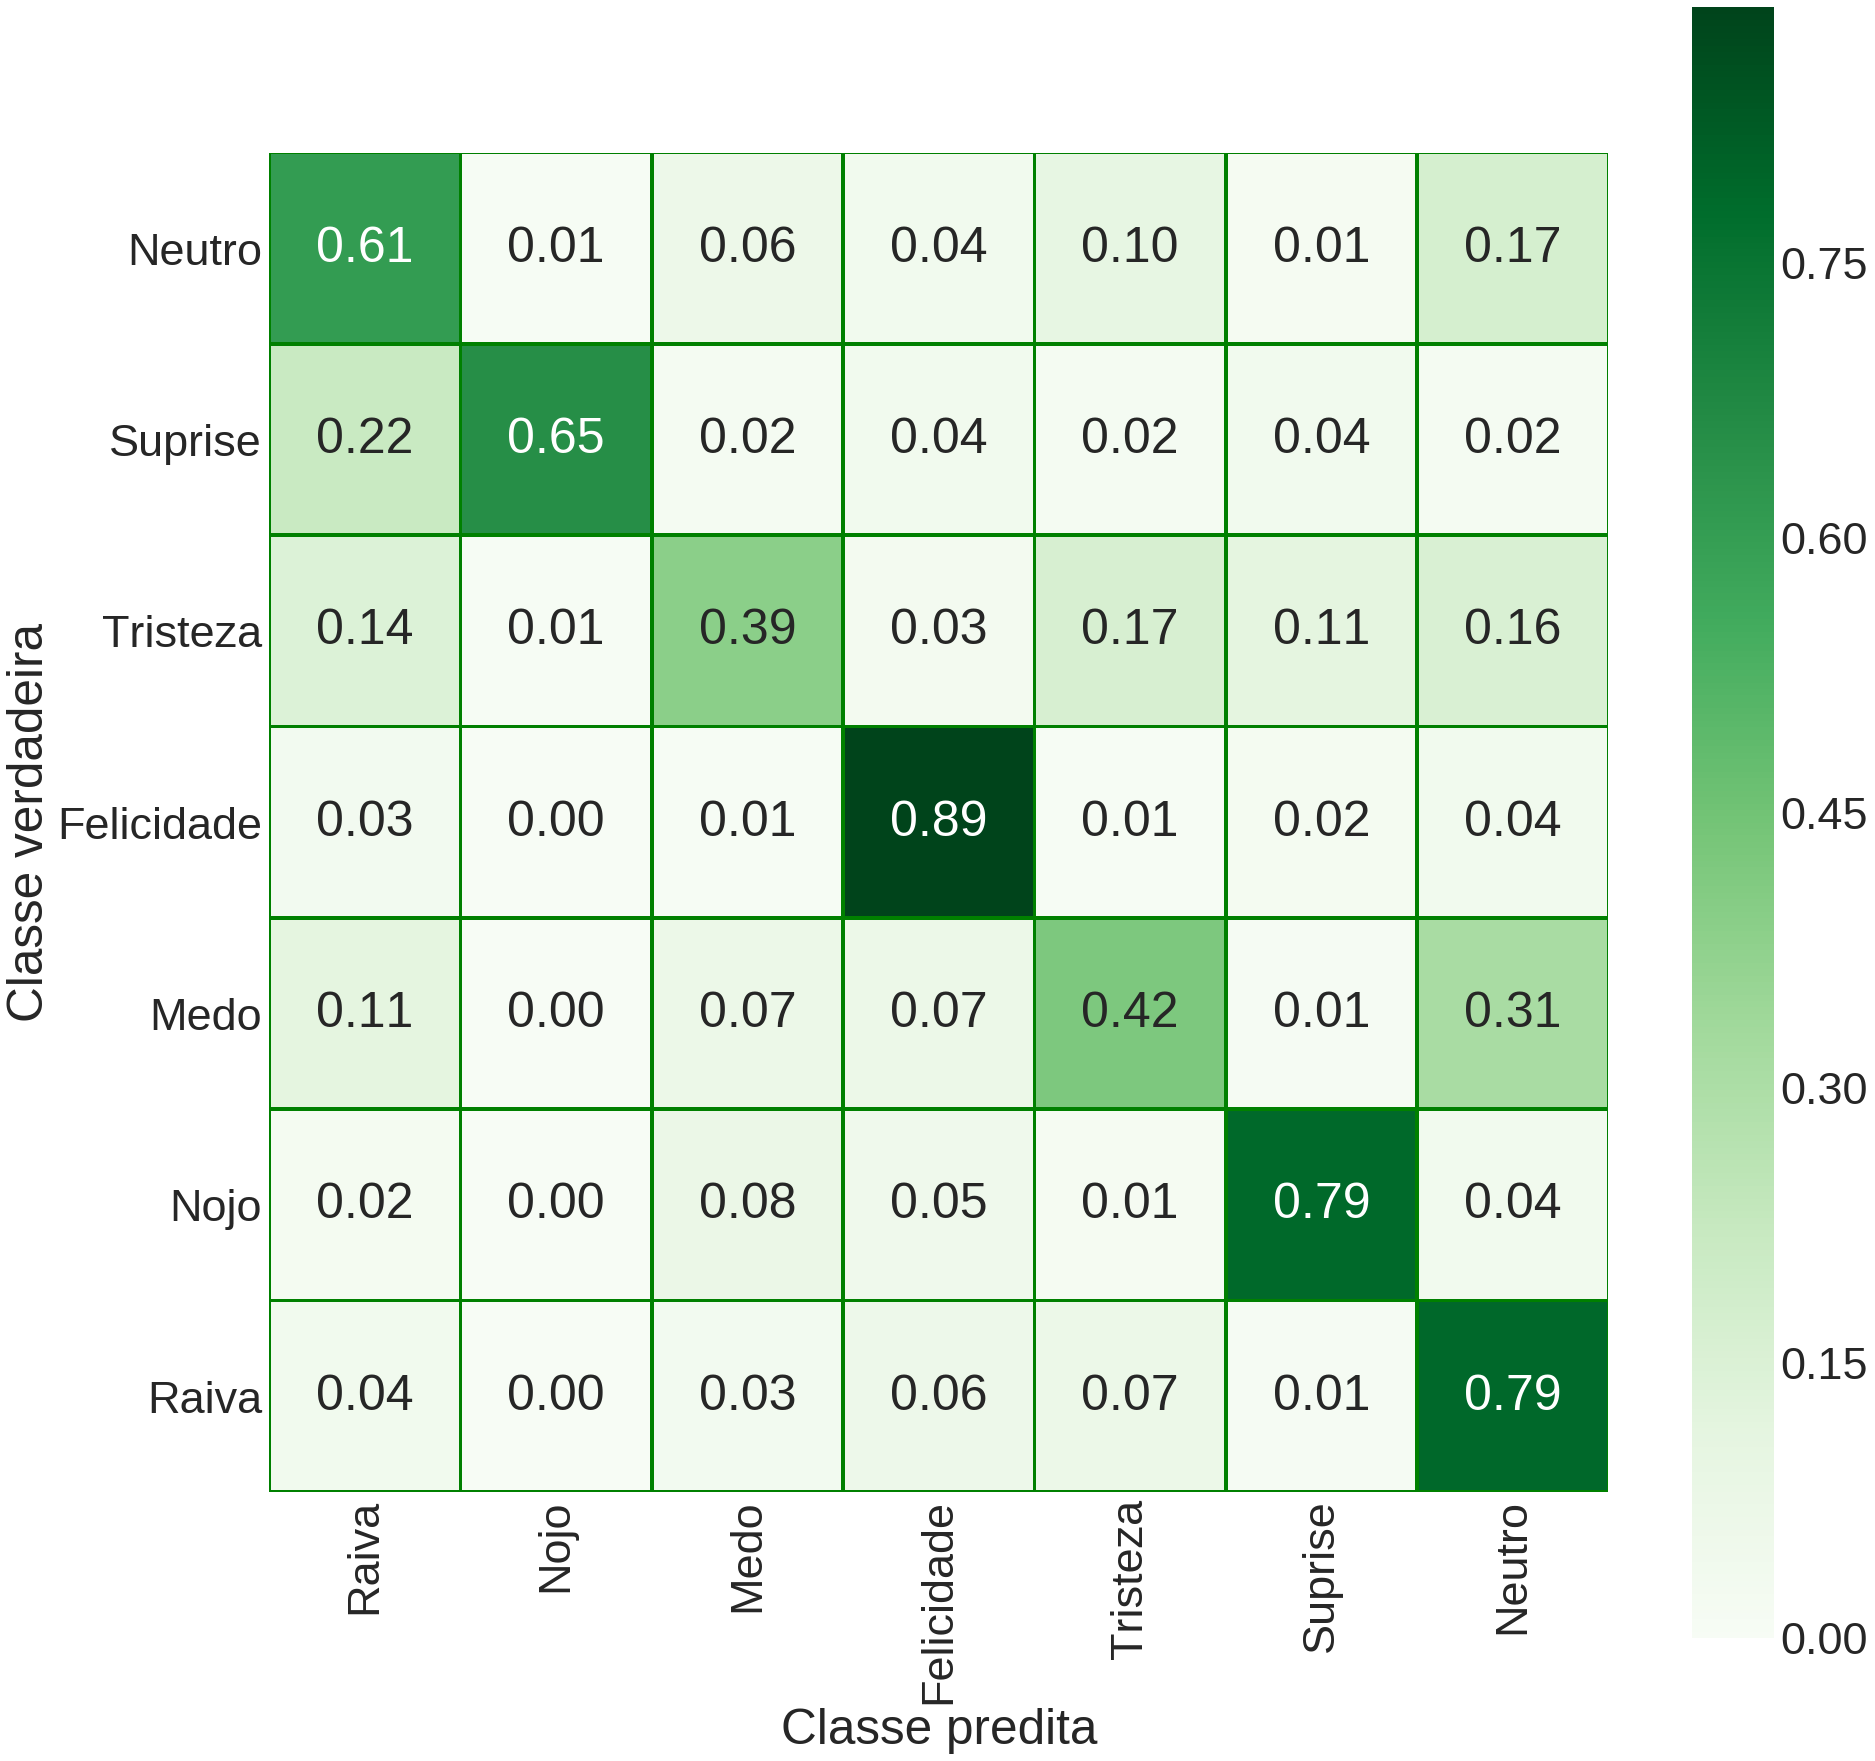 Classe verdadeira
Neutro 0.61 0.01 0.06 0.04 0.10 0.01 0.17
Suprise 0.22 0.65 0.02 0.04 0.02 0.04 0.02
Tristeza 0.14 0.01 0.39 0.03 0.17 0.11 0.16
Felicidade 0.03 0.00 0.01 0.89 0.01 0.02 0.04
Medo 0.11 0.00 0.07 0.07 0.42 0.01 0.31
Nojo 0.02 0.00 0.08 0.05 0.01 0.79 0.04
Raiva 0.04 0.00 0.03 0.06 0.07 0.01 0.79
Raiva Nojo Medo Felicidade Tristeza Suprise Neutro
Classe predita
0.75
0.60
0.45
0.30
0.15
0.00